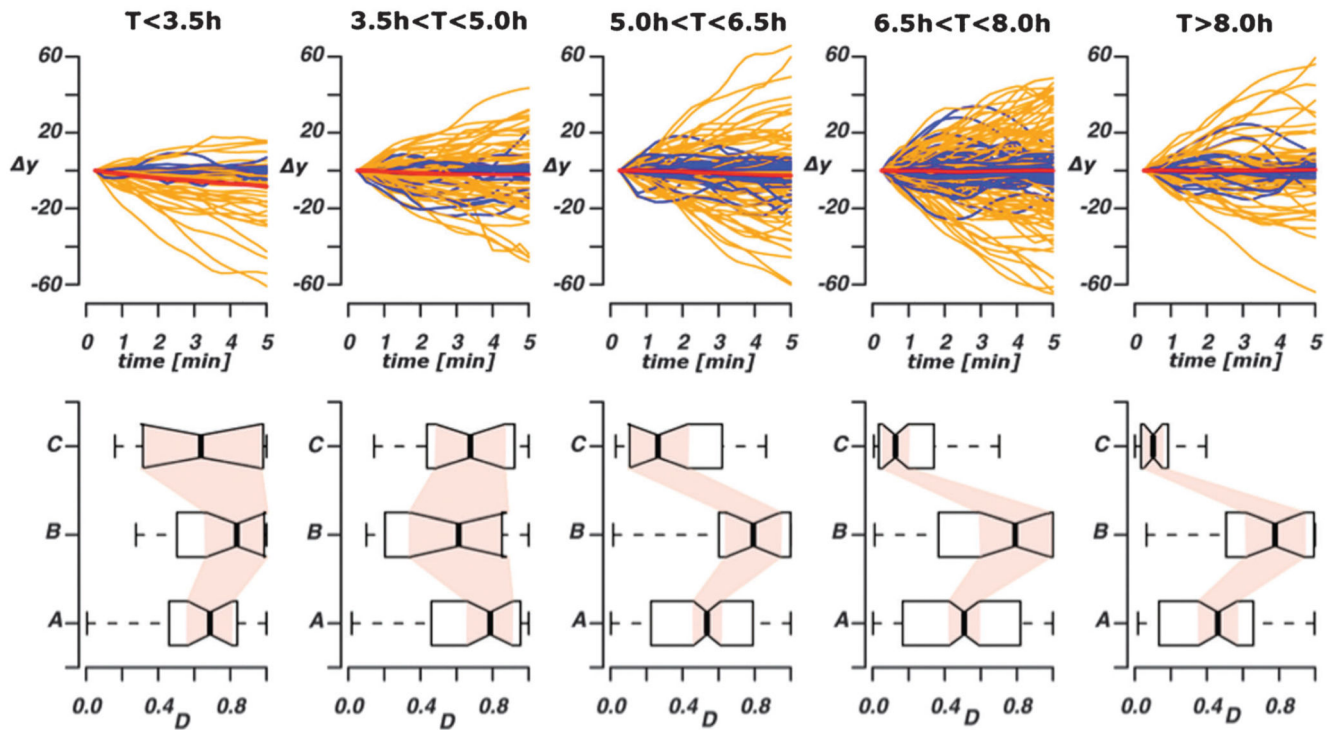 T<3.5h 3.5h<T<5.0h 5.0h<T<6.5h 6.5h<T<8.0h T>8.0h
60 60 60 60 60
20 20 20 20 20
Δy Δy Δy Δy Δy
-20 -20 -20 -20 -20
-60 -60 -60 -60 -60
0 1 2 3 4 5 0 1 2 3 4 5 0 1 2 3 4 5 0 1 2 3 4 5 0 1 2 3 4 5
time [min] time [min] time [min] time [min] time [min]
C C C C C
B B B B B
A A A A A
0.0 0.4 0.8 0.0 0.4 0.8 0.0 0.4 0.8 0.0 0.4 0.8 0.0 0.4 0.8
D D D D D